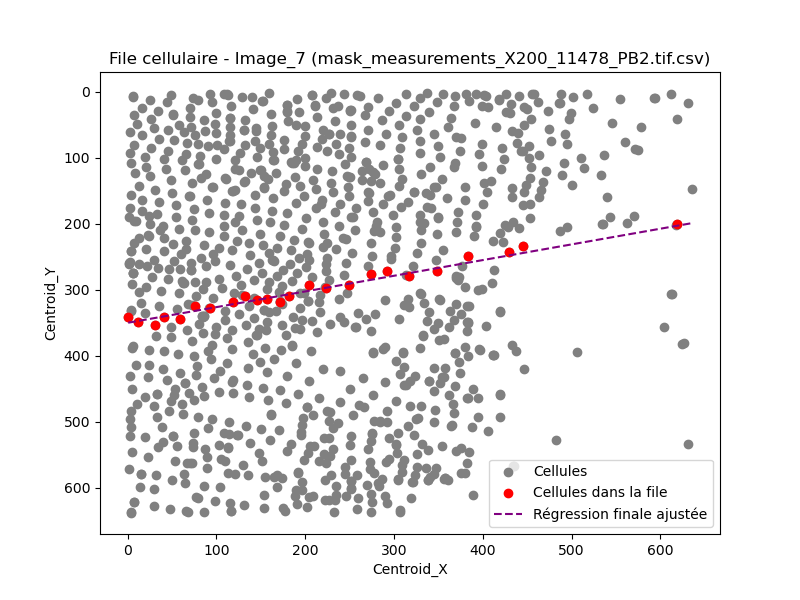 File cellulaire - Image_7 (mask_measurements_X200_11478_PB2.tif.csv)
0
100
200
300
400
500
600
Centroid_Y
0 100 200 300 400 500 600
Centroid_X
Cellules
Cellules dans la file
Régression finale ajustée